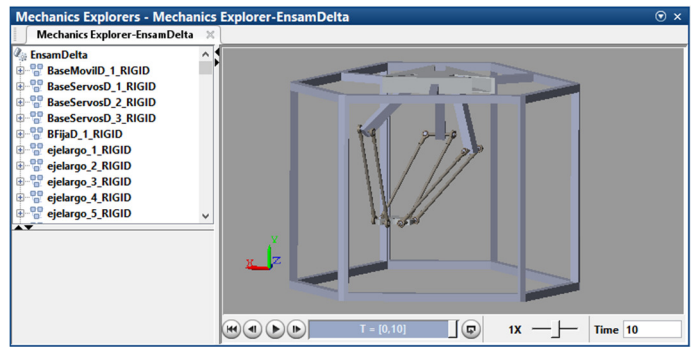 Mechanics Explorers - Mechanics Explorer-EnsamDelta
Mechanics Explorer-EnsamDelta
EnsamDelta
BaseMovilD_1_RIGID
BaseServosD_1_RIGID
BaseServosD_2_RIGID
BaseServosD_3_RIGID
BFijaD_1_RIGID
ejelargo_1_RIGID
ejelargo_2_RIGID
ejelargo_3_RIGID
ejelargo_4_RIGID
ejelargo_5_RIGID
Y
X Z
T = [0,10] 1X Time 10